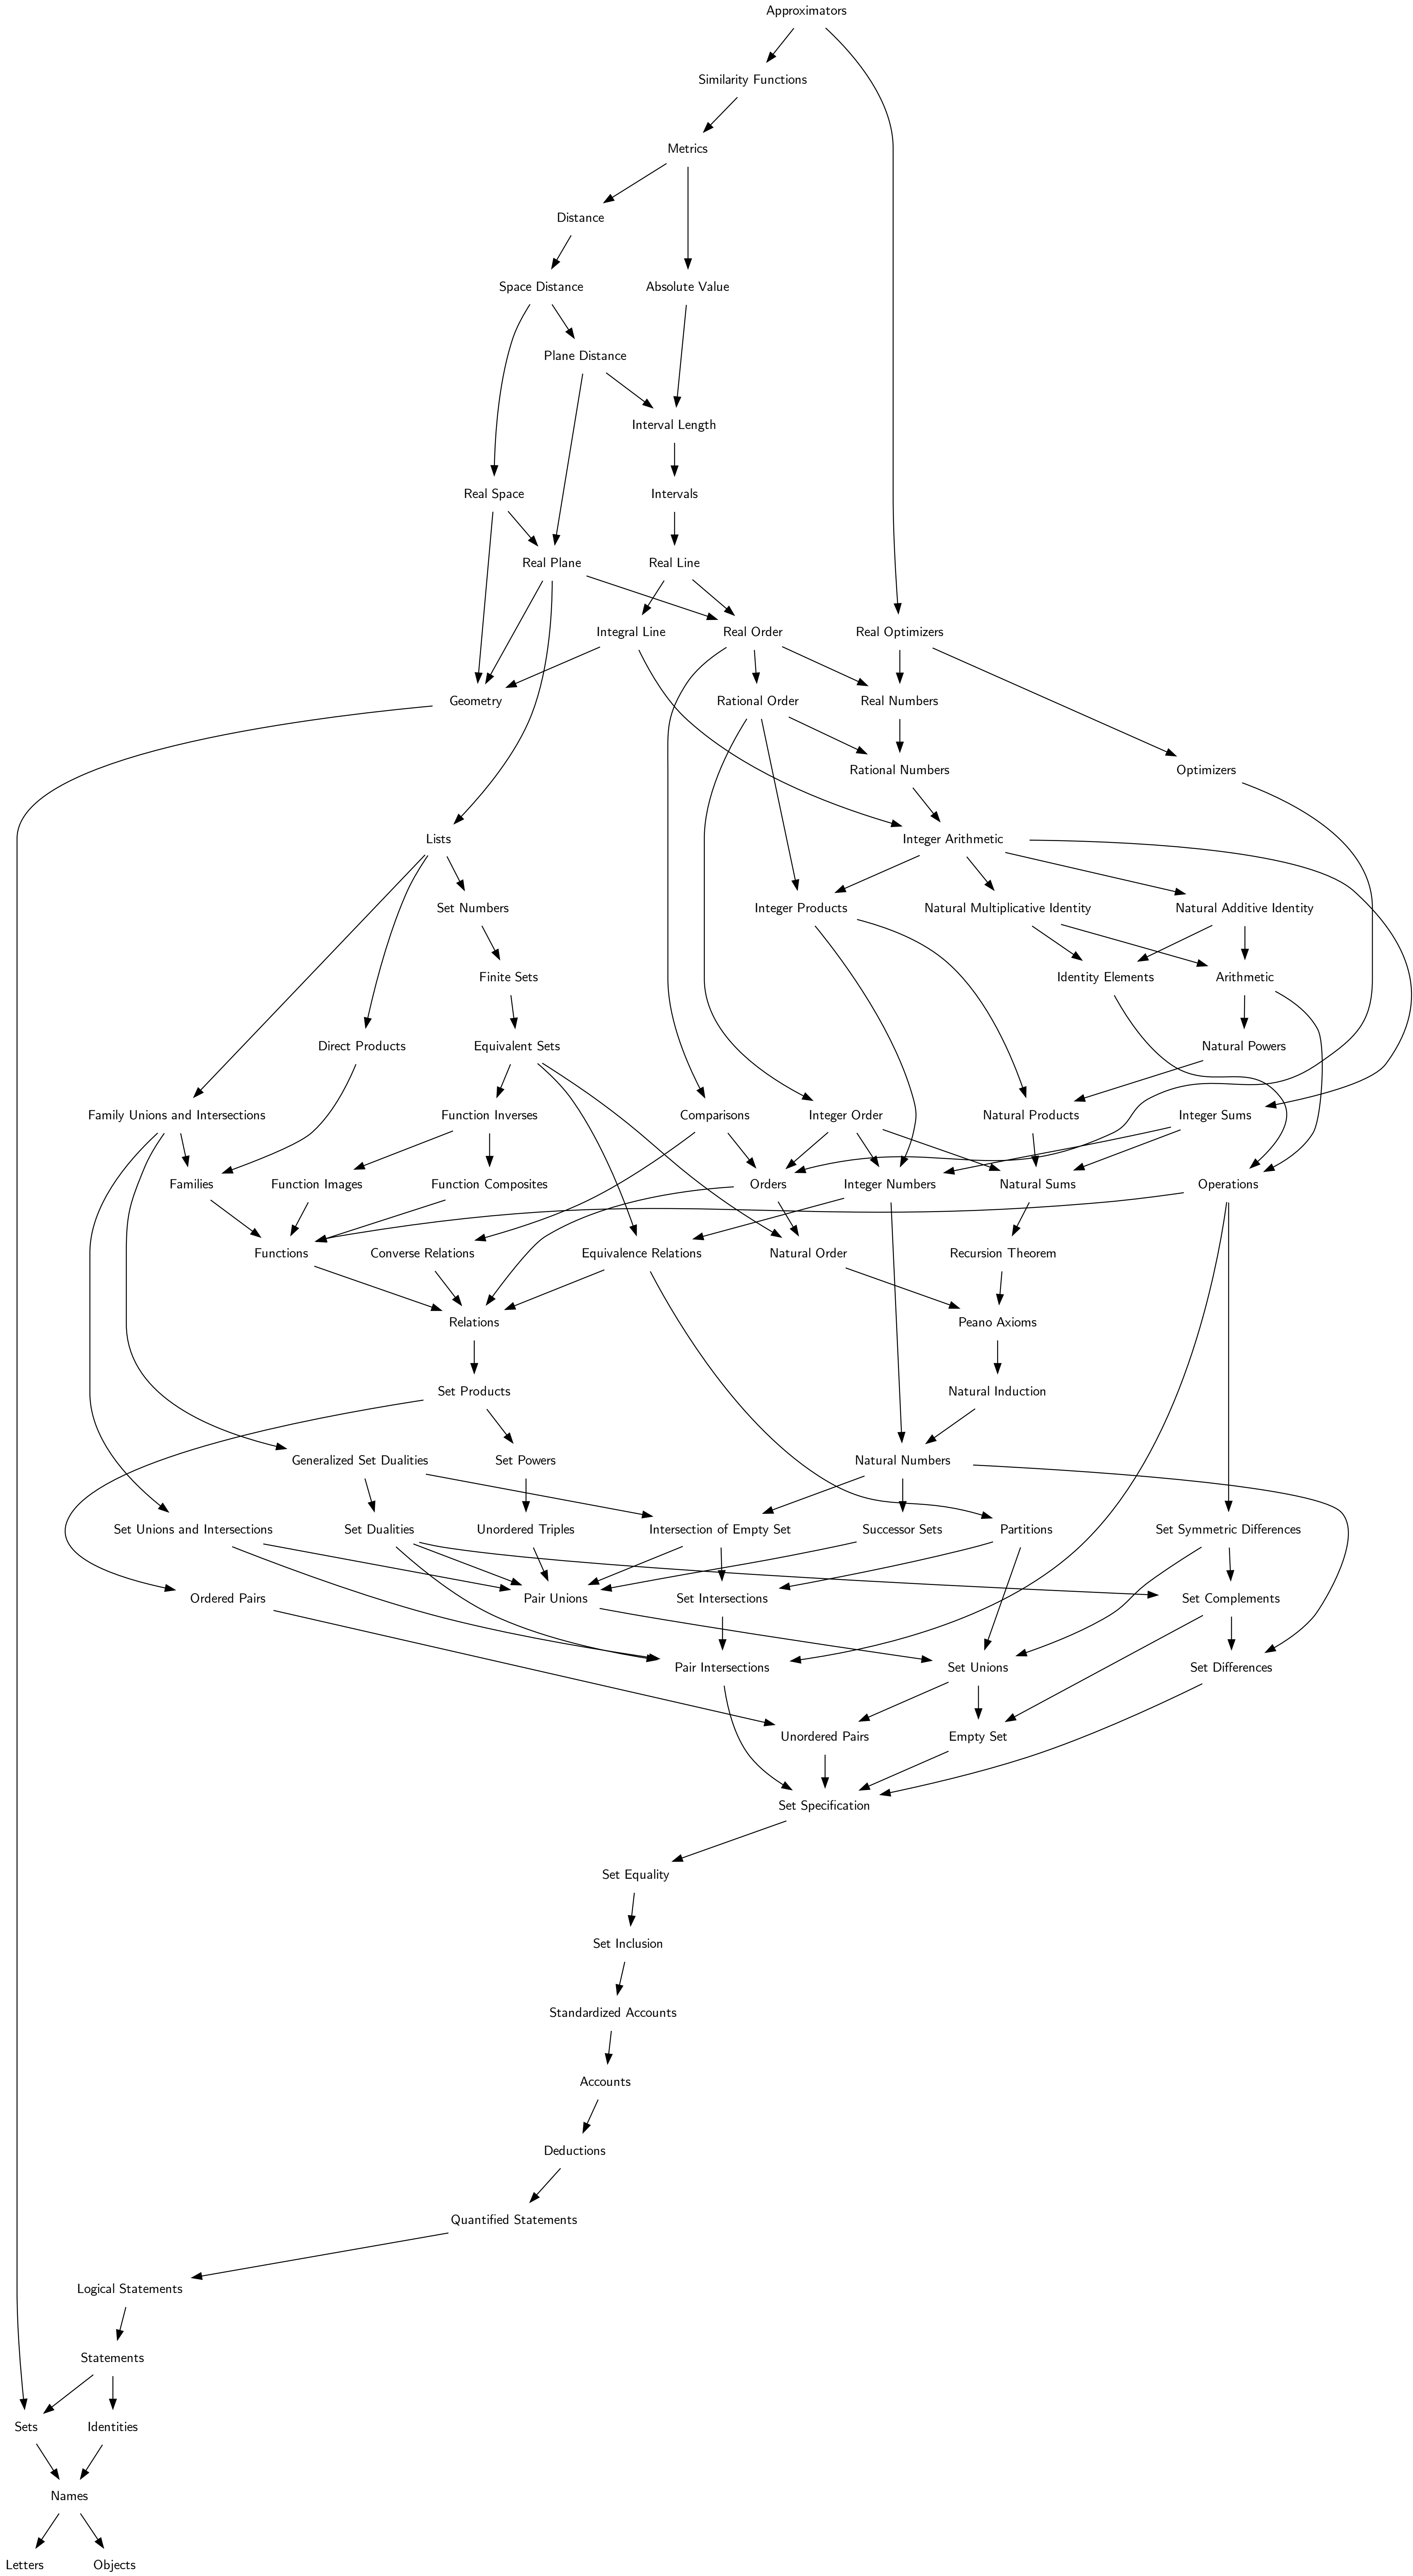 Approximators
Similarity Functions
Metrics
Distance
Space Distance
Absolute Value
Plane Distance
Interval Length
Real Space
Intervals
Real Plane
Real Line
Integral Line
Real Order
Real Optimizers
Geometry
Rational Order
Real Numbers
Rational Numbers
Optimizers
Lists
Integer Arithmetic
Set Numbers
Integer Products
Natural Multiplicative Identity
Natural Additive Identity
Finite Sets
Identity Elements
Arithmetic
Direct Products
Equivalent Sets
Natural Powers
Family Unions and Intersections
Function Inverses
Comparisons
Integer Order
Natural Products
Integer Sums
Families
Function Images
Function Composites
Orders
Integer Numbers
Natural Sums
Operations
Functions
Converse Relations
Equivalence Relations
Natural Order
Recursion Theorem
Relations
Peano Axioms
Set Products
Natural Induction
Generalized Set Dualities
Set Powers
Natural Numbers
Set Unions and Intersections
Set Dualities
Unordered Triples
Intersection of Empty Set
Successor Sets
Partitions
Set Symmetric Differences
Ordered Pairs
Pair Unions
Set Intersections
Set Complements
Pair Intersections
Set Unions
Set Differences
Unordered Pairs
Empty Set
Set Specification
Set Equality
Set Inclusion
Standardized Accounts
Accounts
Deductions
Quantified Statements
Logical Statements
Statements
Sets
Identities
Names
Letters
Objects